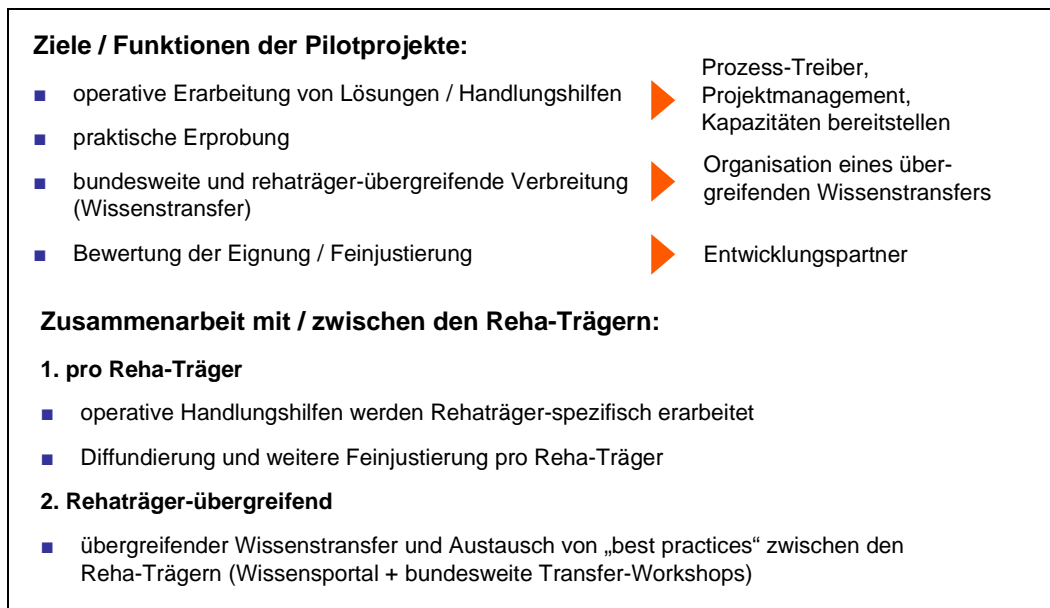 Ziele / Funktionen der Pilotprojekte:
■ operative Erarbeitung von Lösungen / Handlungshilfen
Prozess-Treiber,
Projektmanagement,
Kapazitäten bereitstellen
■ praktische Erprobung
■ bundesweite und rehaträger-übergreifende Verbreitung
(Wissenstransfer)
Organisation eines über-
greifenden Wissenstransfers
■ Bewertung der Eignung / Feinjustierung
Entwicklungspartner
Zusammenarbeit mit / zwischen den Reha-Trägern:
1. pro Reha-Träger
■ operative Handlungshilfen werden Rehaträger-spezifisch erarbeitet
■ Diffundierung und weitere Feinjustierung pro Reha-Träger
2. Rehaträger-übergreifend
■ übergreifender Wissenstransfer und Austausch von „best practices“ zwischen den
Reha-Trägern (Wissensportal + bundesweite Transfer-Workshops)